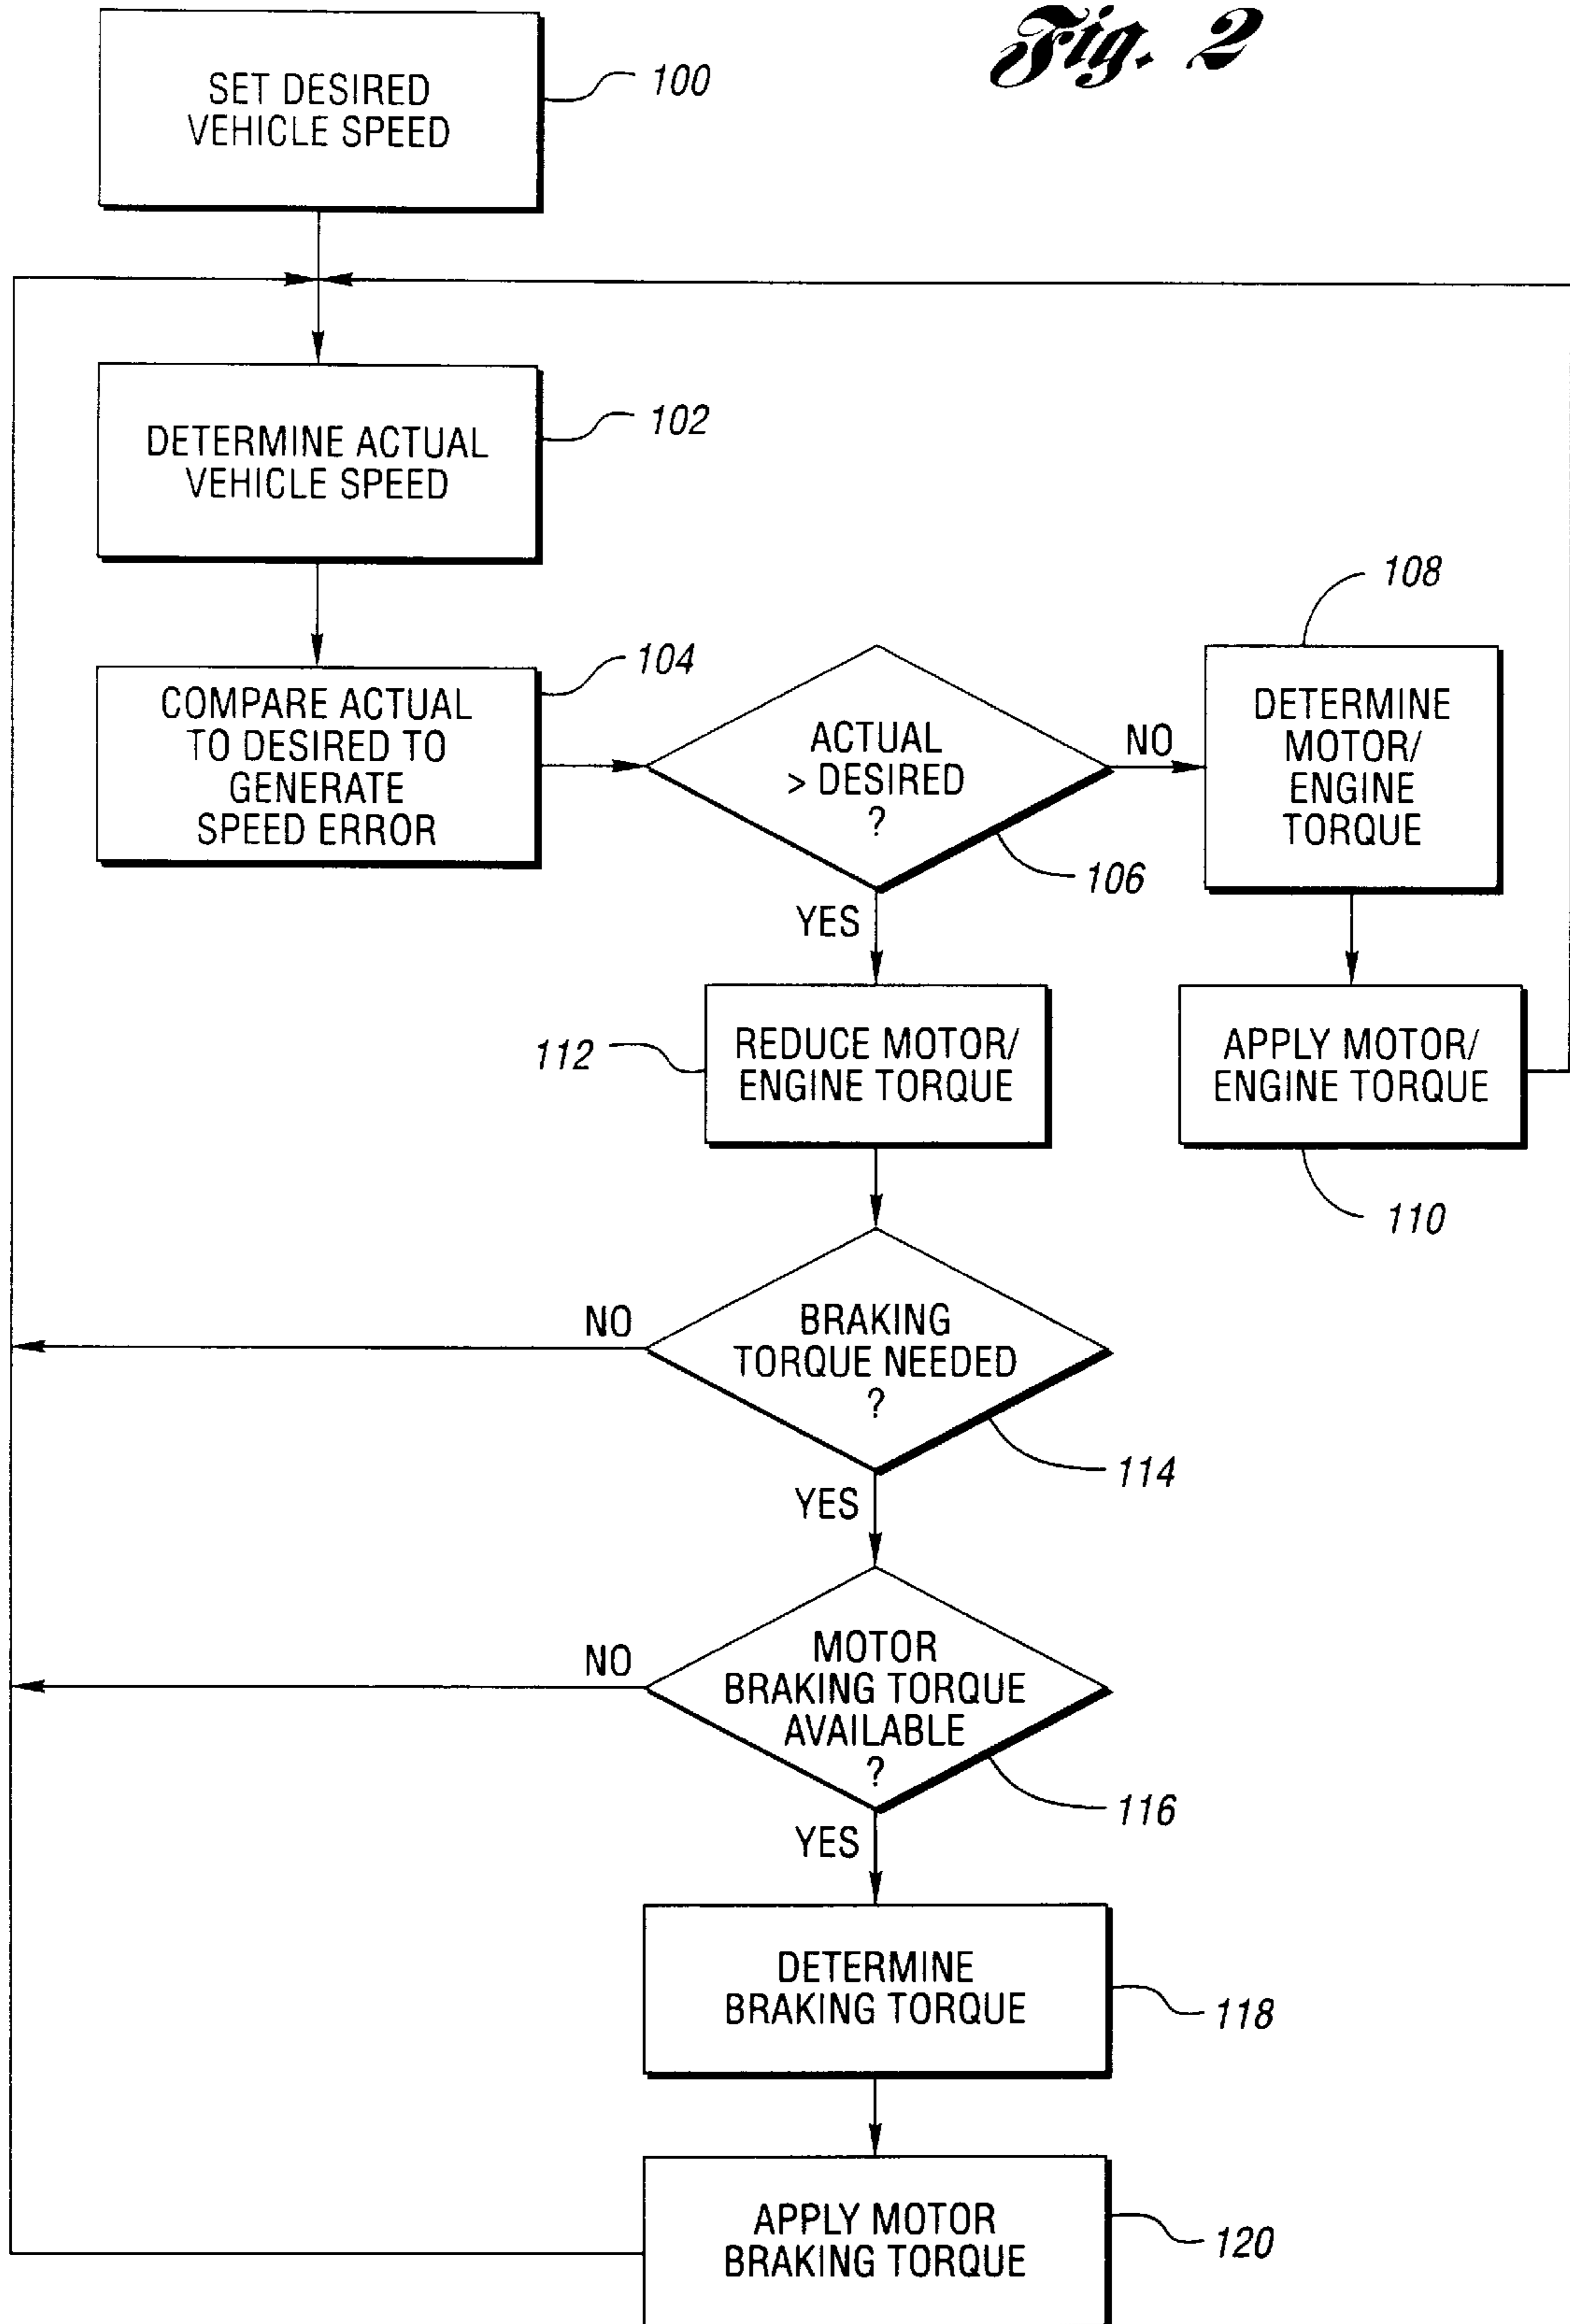 Fig. 2
SET DESIRED
VEHICLE SPEED
100
DETERMINE ACTUAL
VEHICLE SPEED
102
COMPARE ACTUAL
TO DESIRED TO
GENERATE
SPEED ERROR
104
ACTUAL
> DESIRED
?
106
NO
108
DETERMINE
MOTOR/
ENGINE
TORQUE
YES
112
REDUCE MOTOR/
ENGINE TORQUE
APPLY MOTOR/
ENGINE TORQUE
110
NO
BRAKING
TORQUE NEEDED
?
114
YES
NO
MOTOR
BRAKING TORQUE
AVAILABLE
?
116
YES
DETERMINE
BRAKING TORQUE
118
APPLY MOTOR
BRAKING TORQUE
120